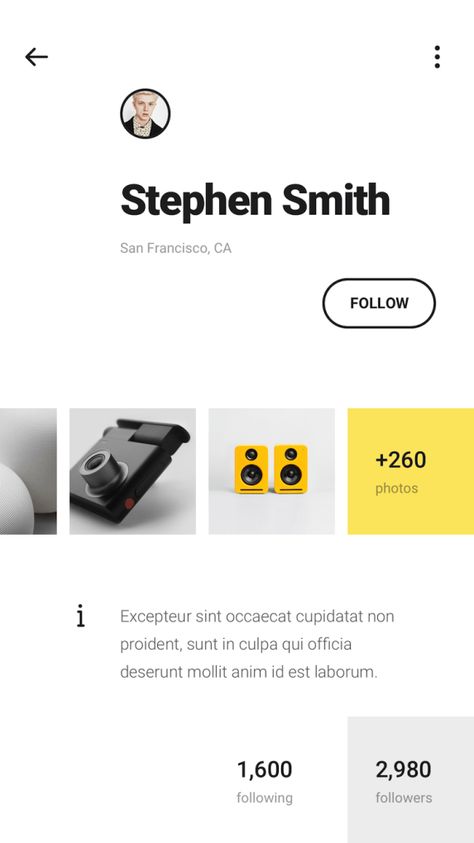 Stephen Smith
San Francisco, CA
FOLLOW
+260
photos
i
Excepteur sint occaecat cupidatat non
proident, sunt in culpa qui officia
deserunt mollit anim id est laborum.
1,600
following
2,980
followers